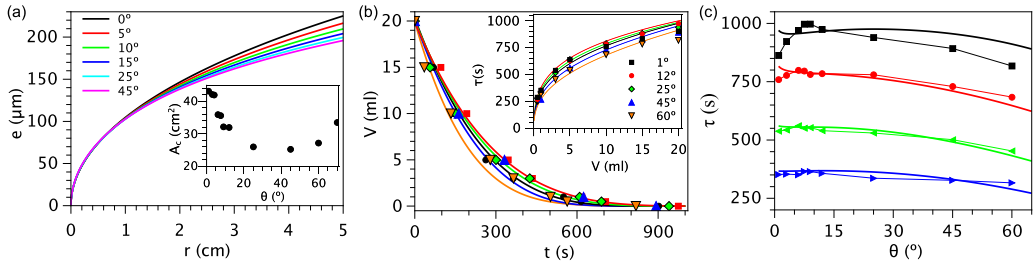 (a)
e (μm)
200
150
100
50
0
0º
5º
10º
15º
25º
45º
A_c (cm²)
40
30
20
0 20 40 60
θ (º)
0 1 2 3 4 5
r (cm)
(b)
V (ml)
20
15
10
5
0
τ(s)
1000
750
500
250
0
0 5 10 15 20
V (ml)
1º
12º
25º
45º
60º
0 300 600 900
t (s)
(c)
τ (s)
1000
750
500
250
0 15 30 45 60
θ (º)